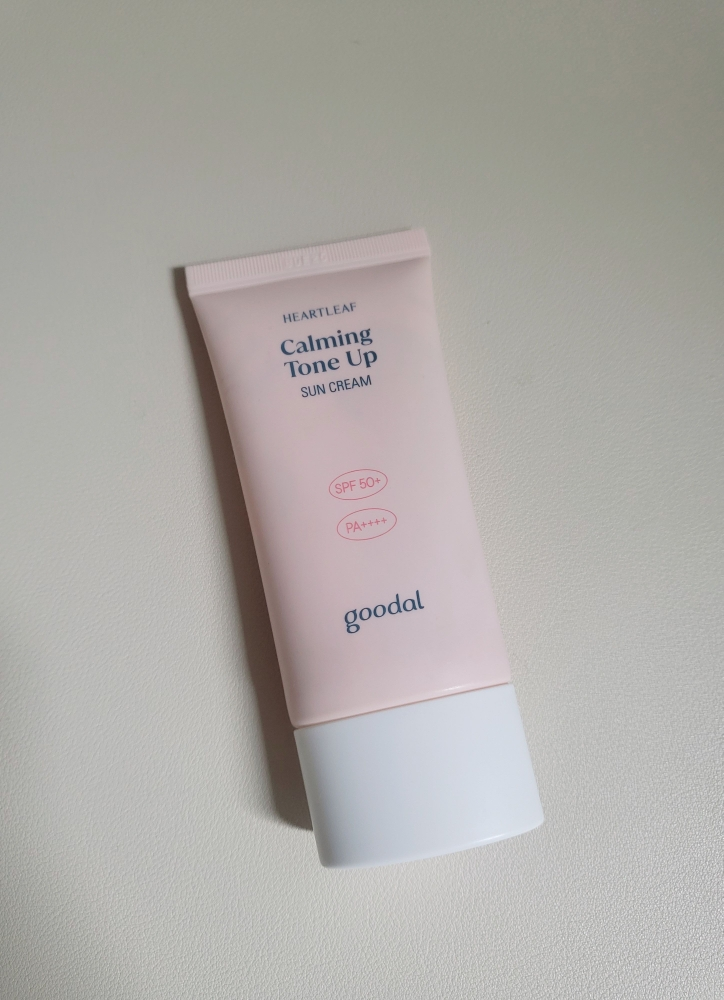 HEARTLEAF
Calming
Tone Up
SUN CREAM
SPF 50+
PA++++
goodal